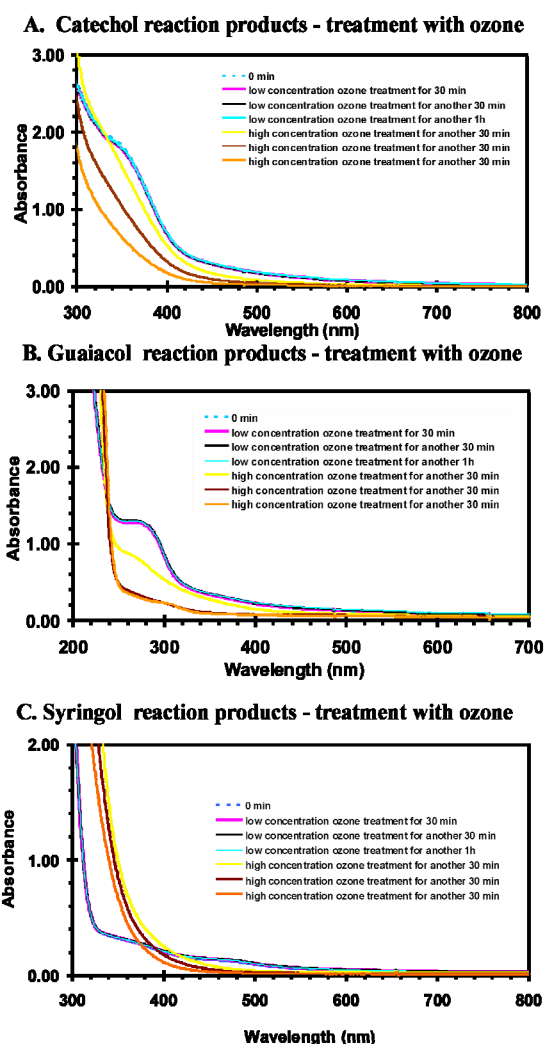 A. Catechol reaction products - treatment with ozone
3.00
2.00
1.00
0.00
Absorbance
0 min
low concentration ozone treatment for 30 min
low concentration ozone treatment for another 30 min
low concentration ozone treatment for another 1h
high concentration ozone treatment for another 30 min
high concentration ozone treatment for another 30 min
high concentration ozone treatment for another 30 min
300 400 500 600 700 800
Wavelength (nm)
B. Guaiacol reaction products - treatment with ozone
3.00
2.00
1.00
0.00
Absorbance
0 min
low concentration ozone treatment for 30 min
low concentration ozone treatment for another 30 min
low concentration ozone treatment for another 1h
high concentration ozone treatment for another 30 min
high concentration ozone treatment for another 30 min
high concentration ozone treatment for another 30 min
200 300 400 500 600 700
Wavelength (nm)
C. Syringol reaction products - treatment with ozone
2.00
1.00
0.00
Absorbance
0 min
low concentration ozone treatment for 30 min
low concentration ozone treatment for another 30 min
low concentration ozone treatment for another 1h
high concentration ozone treatment for another 30 min
high concentration ozone treatment for another 30 min
high concentration ozone treatment for another 30 min
300 400 500 600 700 800
Wavelength (nm)